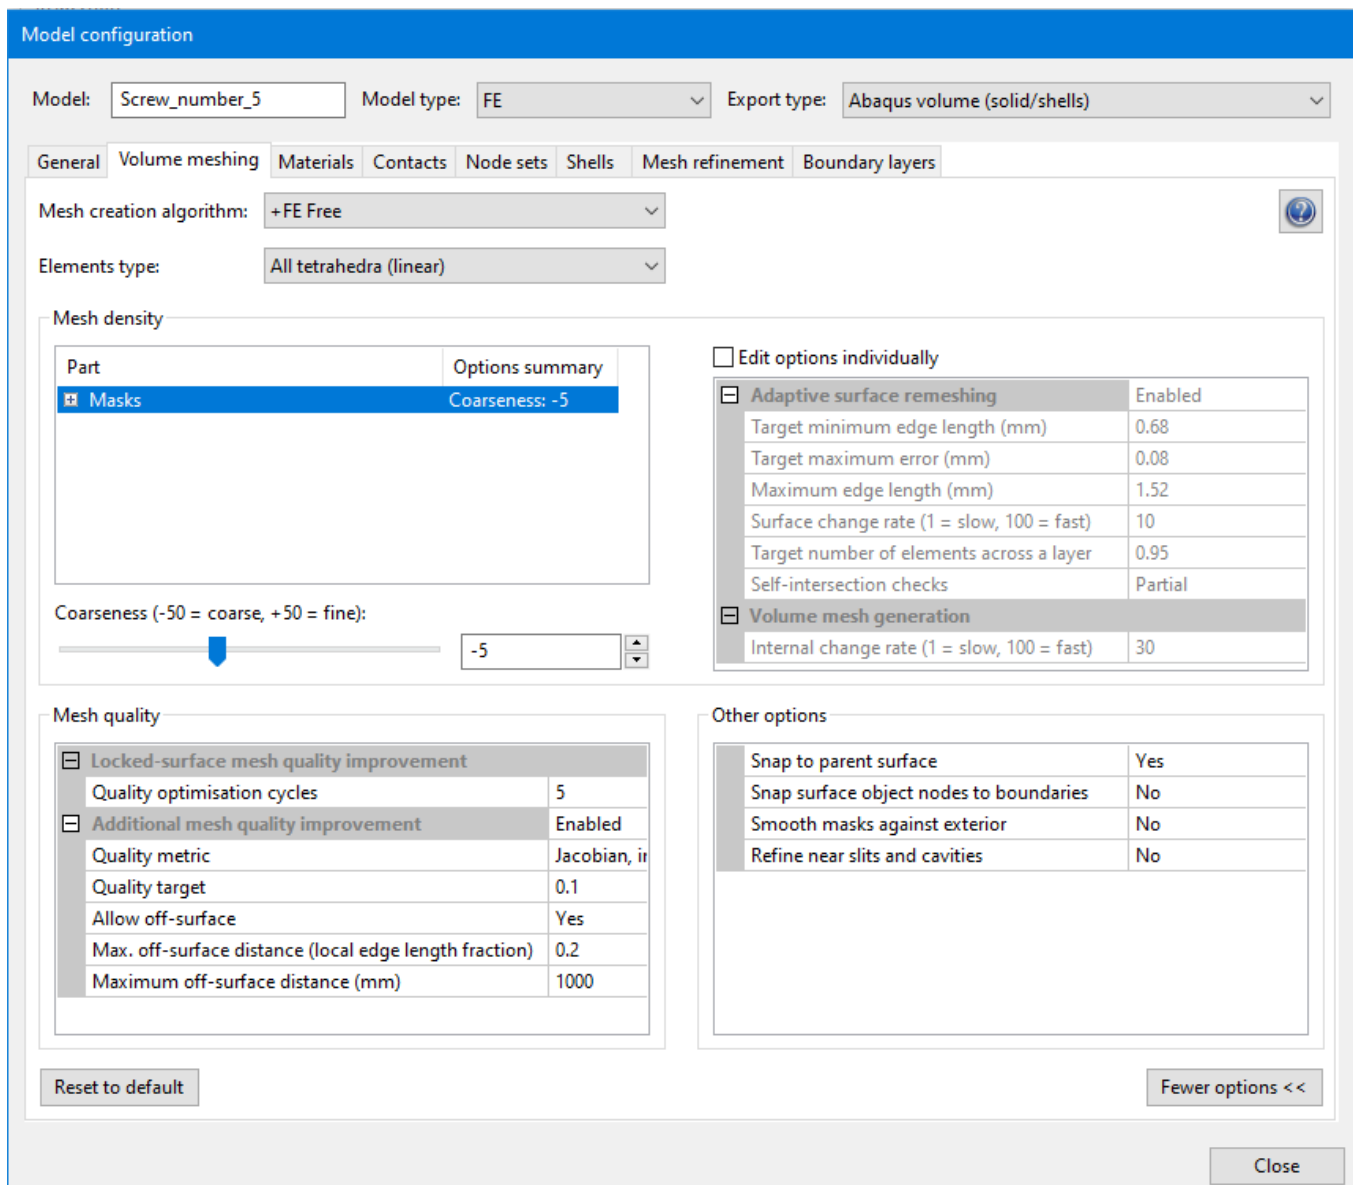 Model configuration
Model: Screw_number_5 Model type: FE Export type: Abaqus volume (solid/shells)
General Volume meshing Materials Contacts Node sets Shells Mesh refinement Boundary layers
Mesh creation algorithm: +FE Free
Elements type: All tetrahedra (linear)
Mesh density
Part Options summary
Masks Coarseness: -5
Coarseness (-50 = coarse, +50 = fine):
-5
Edit options individually
Adaptive surface remeshing Enabled
Target minimum edge length (mm) 0.68
Target maximum error (mm) 0.08
Maximum edge length (mm) 1.52
Surface change rate (1 = slow, 100 = fast) 10
Target number of elements across a layer 0.95
Self-intersection checks Partial
Volume mesh generation
Internal change rate (1 = slow, 100 = fast) 30
Mesh quality
Locked-surface mesh quality improvement
Quality optimisation cycles 5
Additional mesh quality improvement Enabled
Quality metric Jacobian, in
Quality target 0.1
Allow off-surface Yes
Max. off-surface distance (local edge length fraction) 0.2
Maximum off-surface distance (mm) 1000
Other options
Snap to parent surface Yes
Snap surface object nodes to boundaries No
Smooth masks against exterior No
Refine near slits and cavities No
Reset to default
Fewer options <<
Close